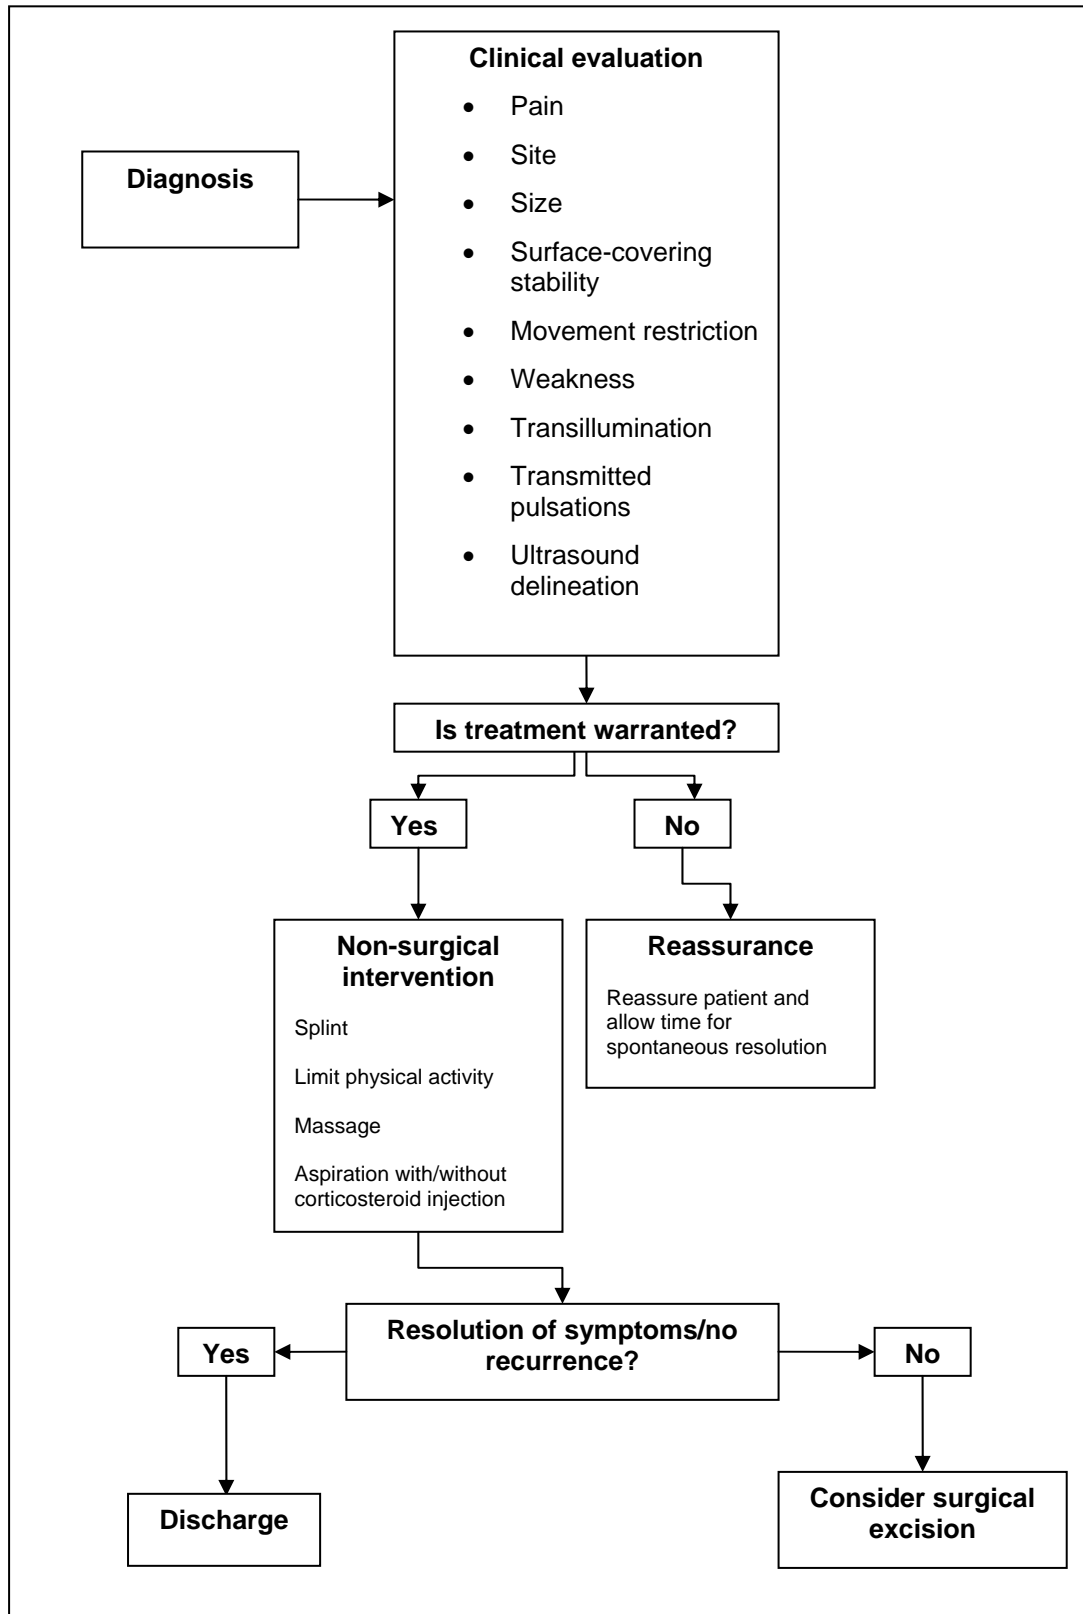 Diagnosis
Clinical evaluation
• Pain
• Site
• Size
• Surface-covering
stability
• Movement restriction
• Weakness
• Transillumination
• Transmitted
pulsations
• Ultrasound
delineation
Is treatment warranted?
Yes
No
Non-surgical
intervention
Splint
Limit physical activity
Massage
Aspiration with/without
corticosteroid injection
Reassurance
Reassure patient and
allow time for
spontaneous resolution
Resolution of symptoms/no
recurrence?
Yes
No
Discharge
Consider surgical
excision